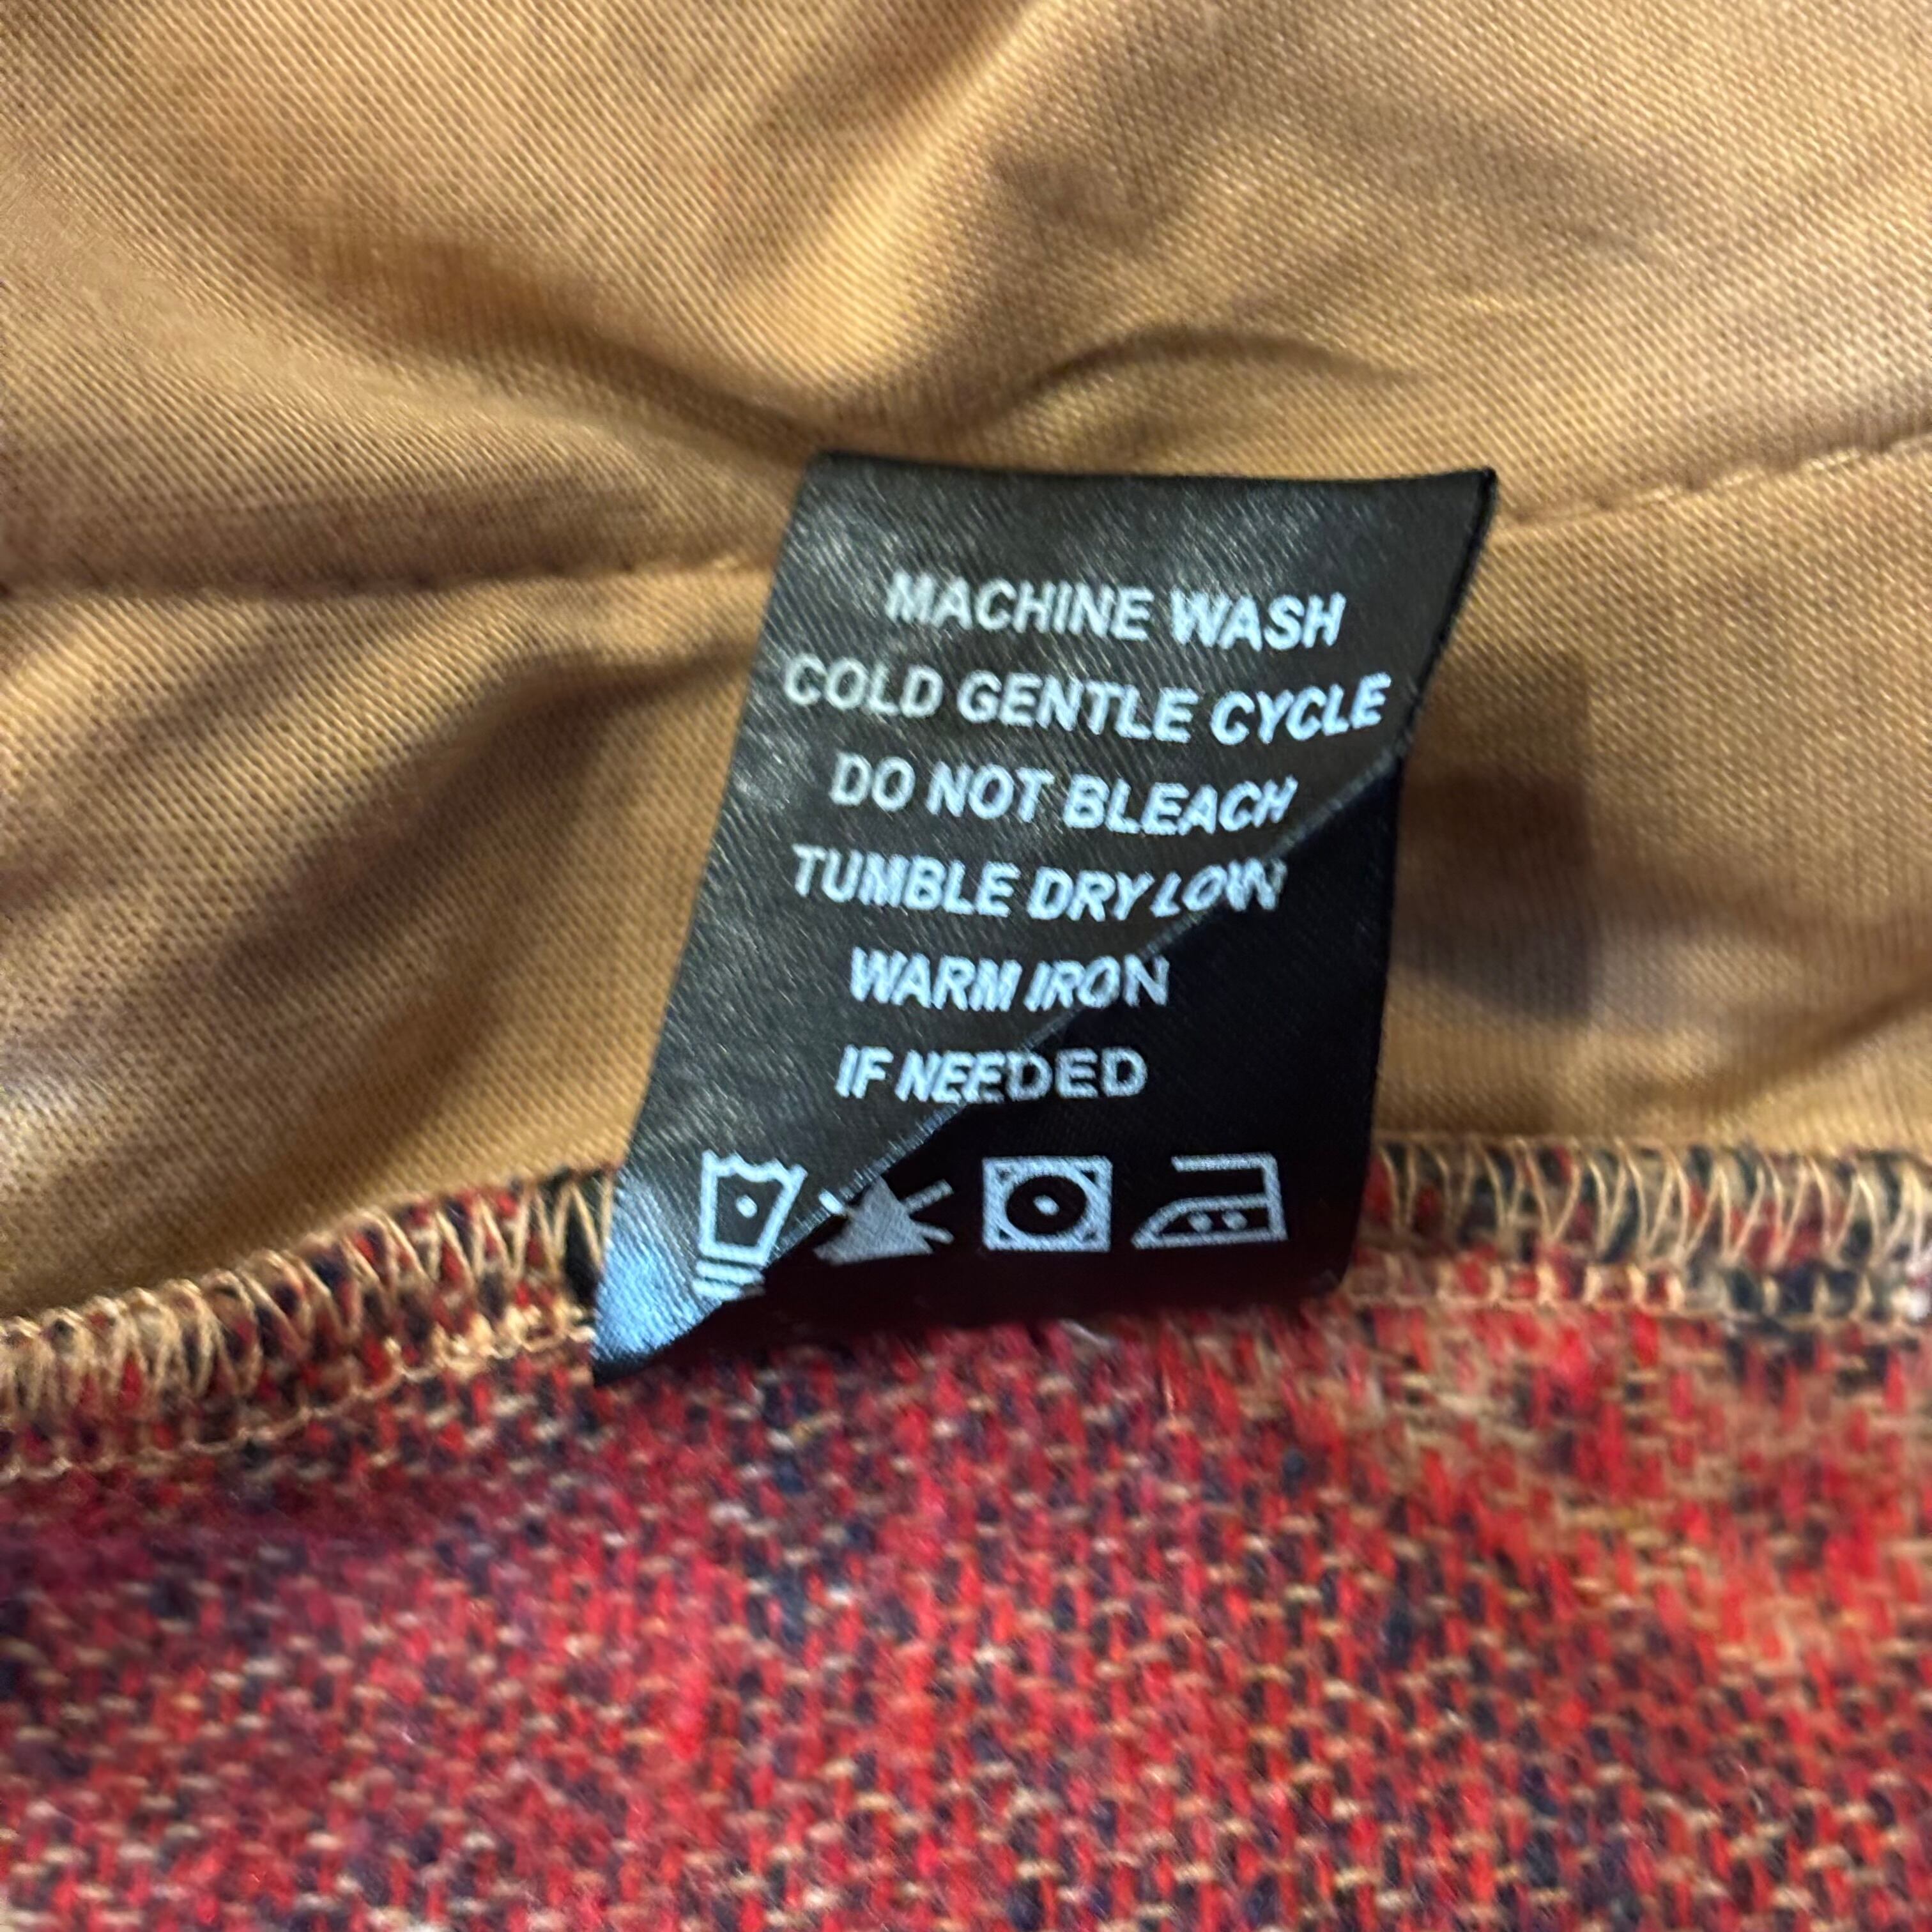 MACHINE WASH
COLD GENTLE CYCLE
DO NOT BLEACH
TUMBLE DRY LOW
WARM IRON
IF NEEDED